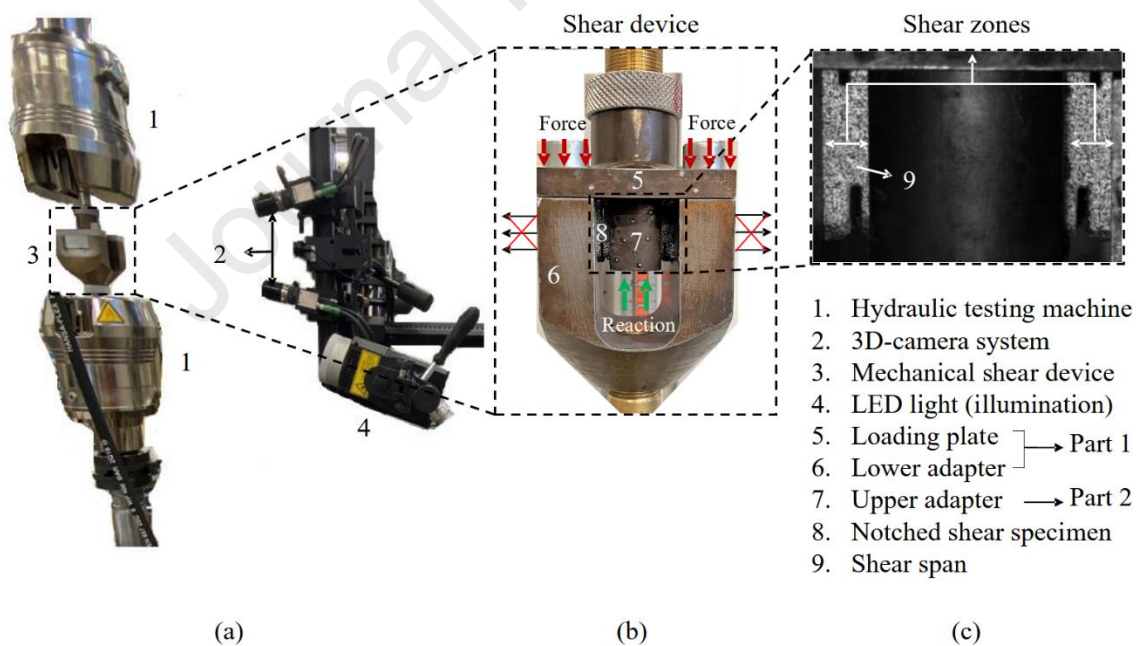 Journal
Shear device
Shear zones
1
3
2
1
4
Force
Force
5
8
7
6
Reaction
9
1. Hydraulic testing machine
2. 3D-camera system
3. Mechanical shear device
4. LED light (illumination)
5. Loading plate
6. Lower adapter
Part 1
7. Upper adapter
Part 2
8. Notched shear specimen
9. Shear span
(a)
(b)
(c)